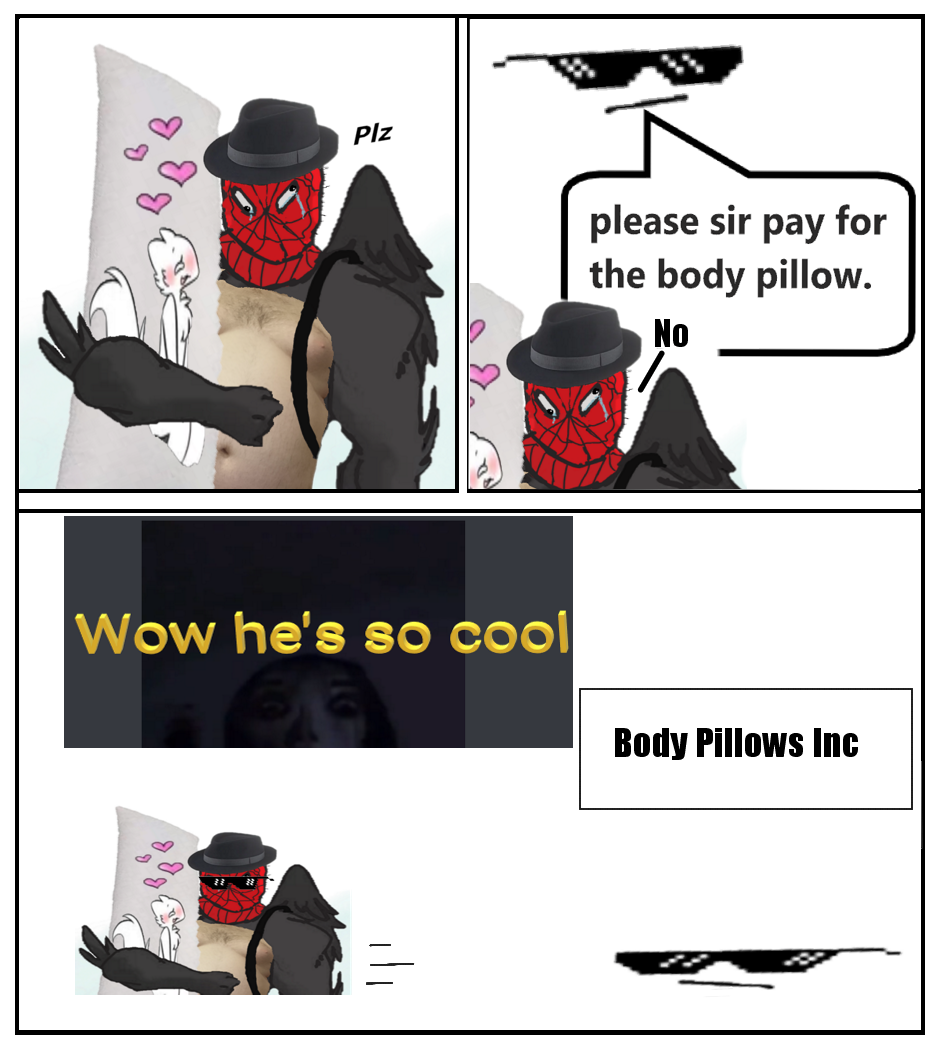 Plz
please sir pay for
the body pillow.
No
Wow he's so cool
Body Pillows Inc